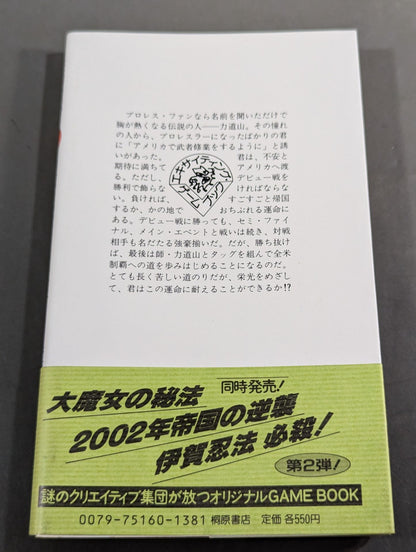 プロレス・ファンなら名前を聞いただけで
胸が熱くなる伝説の人――力道山。その憧れ
の人から、プロレスラーになったばかりの君
に「アメリカで武者修業をするように」と誘
いがあった。君は、不安と
期待に満ちてアメリカへ渡
る。ただし、デビュー戦を
勝利で飾らなければならな
い。負ければ、すごすご帰国
するか、かの地でおちぶれる運命に
ある。デビュー戦に勝っても、セミ・ファイ
ナル、メイン・エベントと戦いは続き、対戦
相手も名だたる強豪揃いだ。だが、勝ち抜け
ば、最後は師・力道山とタッグを組んで全米
制覇への道を歩みはじめることになるのだ。
とても長く苦しい道のりだが、栄光をめざし
て、君はこの運命に耐えることができるか!?
エキサイティング・
ゲームブック
大魔女の秘法
同時発売!
2002年帝国の逆襲
伊賀忍法 必殺!
第2弾!
謎のクリエイティブ集団が放つオリジナルGAME BOOK
0079-75160-1381 桐原書店 定価 各550円